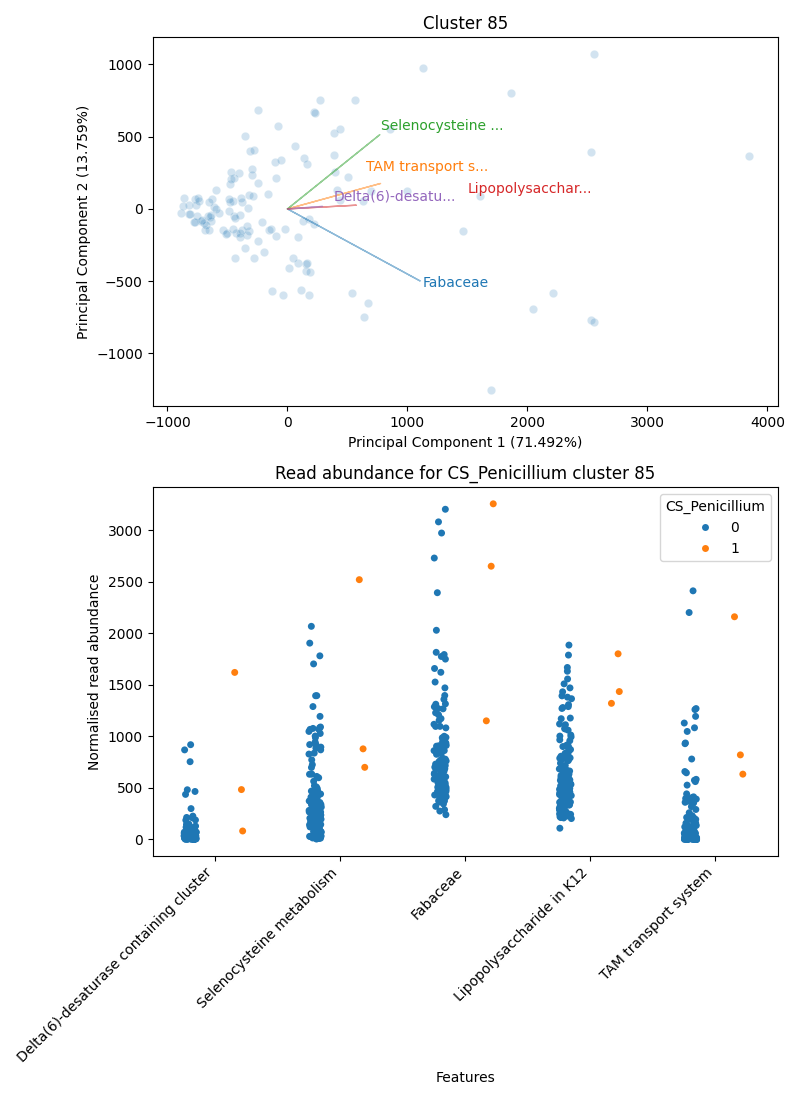 Cluster 85
Principal Component 2 (13.759%)
1000
500
0
−500
−1000
Selenocysteine ...
TAM transport s...
Lipopolysacchar...
Delta(6)-desatu...
Fabaceae
−1000
0
1000
2000
3000
4000
Principal Component 1 (71.492%)
Read abundance for CS_Penicillium cluster 85
Normalised read abundance
3000
2500
2000
1500
1000
500
0
CS_Penicillium
0
1
Delta(6)-desaturase containing cluster
Selenocysteine metabolism
Fabaceae
Lipopolysaccharide in K12
TAM transport system
Features